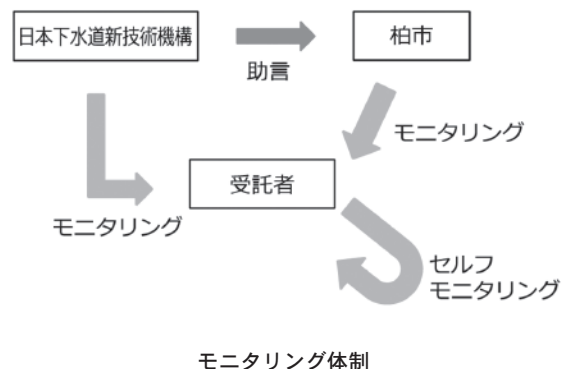 日本下水道新技術機構
柏市
助言
モニタリング
受託者
モニタリング
セルフ
モニタリング
モニタリング体制